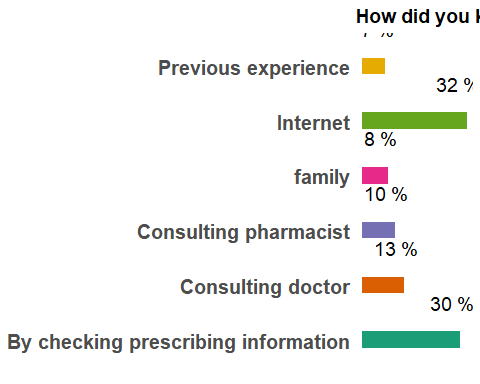 How did you k
7 %
Previous experience
32 %
Internet
8 %
family
10 %
Consulting pharmacist
13 %
Consulting doctor
30 %
By checking prescribing information